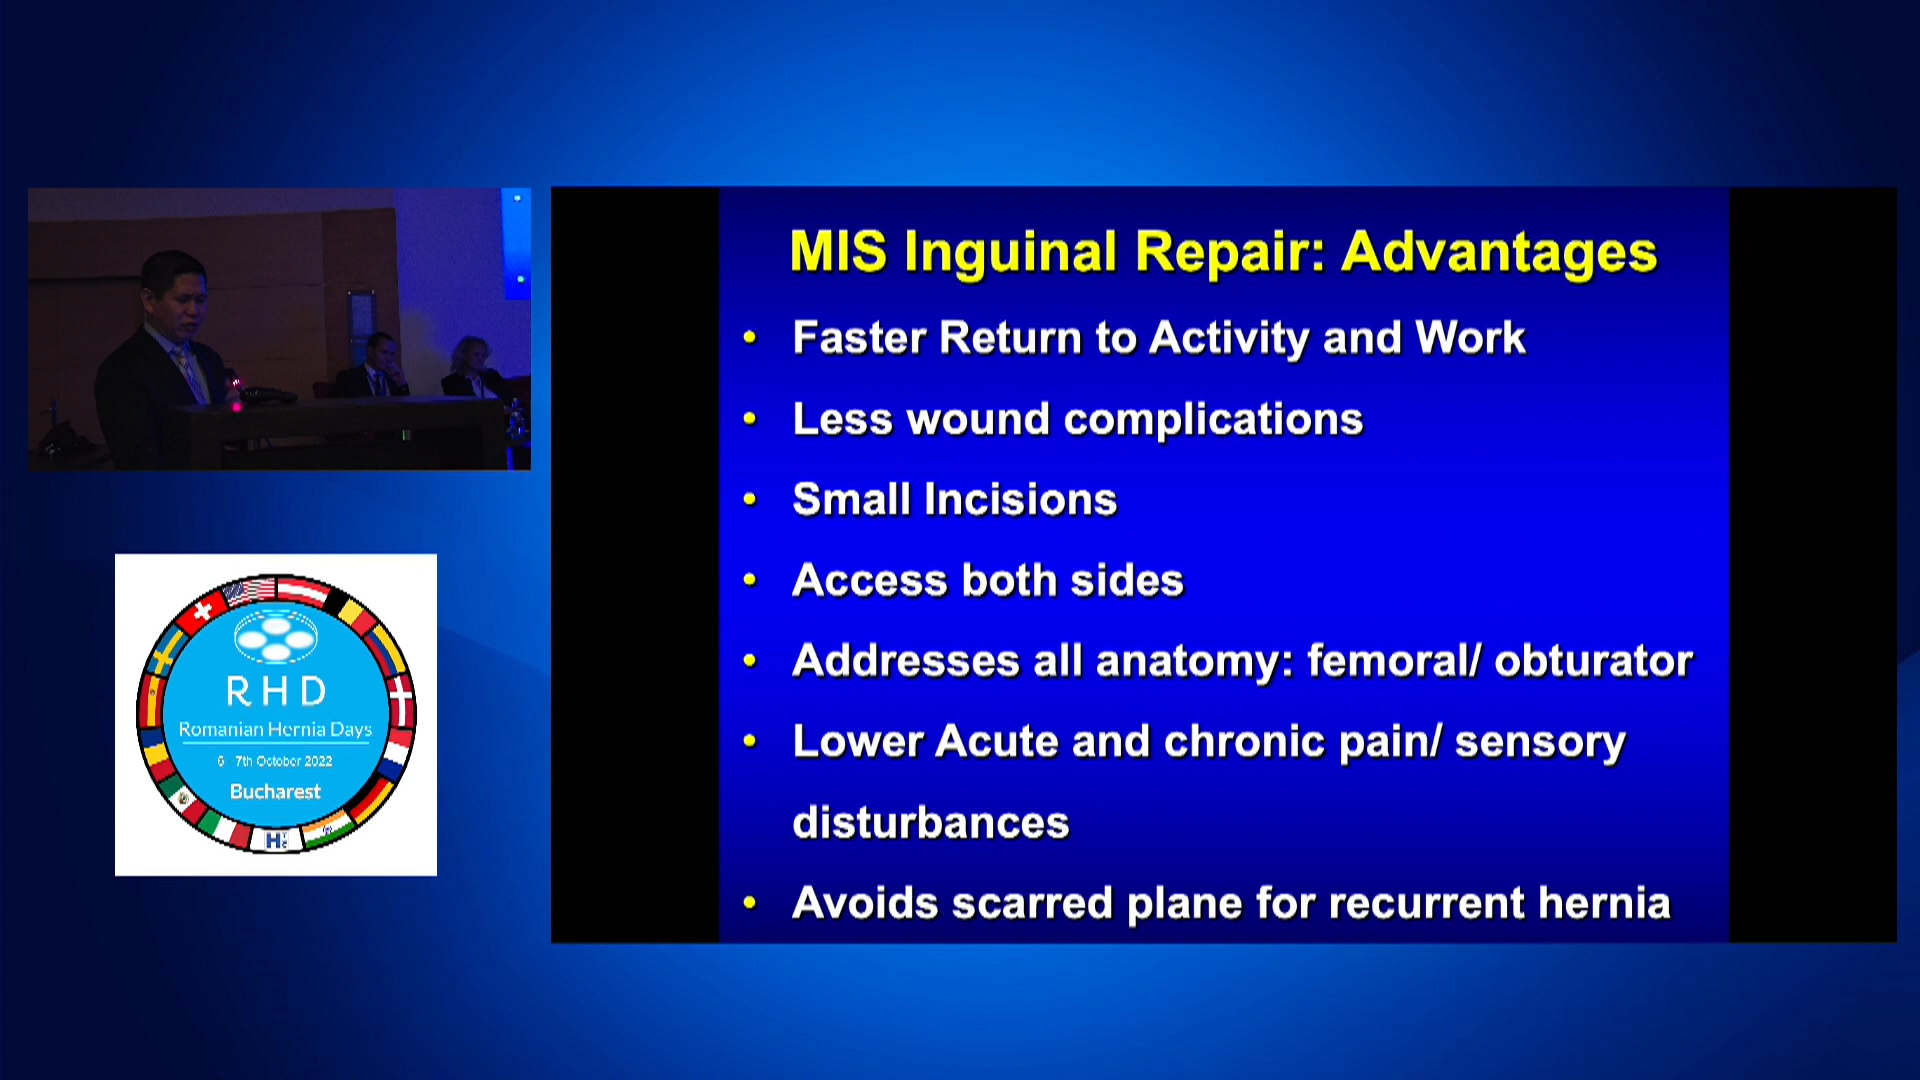 MIS Inguinal Repair: Advantages
• Faster Return to Activity and Work
• Less wound complications
• Small Incisions
• Access both sides
• Addresses all anatomy: femoral/ obturator
• Lower Acute and chronic pain/ sensory
disturbances
• Avoids scarred plane for recurrent hernia
RHD
Romanian Hernia Days
6 7th October 2022
Bucharest